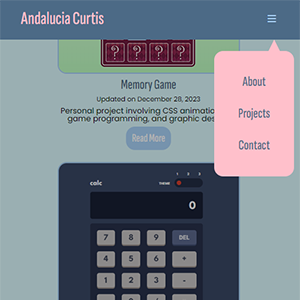 Andalucia Curtis
About
Projects
Contact
? ? ? ?
Memory Game
Updated on December 28, 2023
Personal project involving CSS animatio
game programming, and graphic des
Read More
calc
1 2 3
THEME
0
7 8 9 DEL
4 5 6 +
1 2 3 -